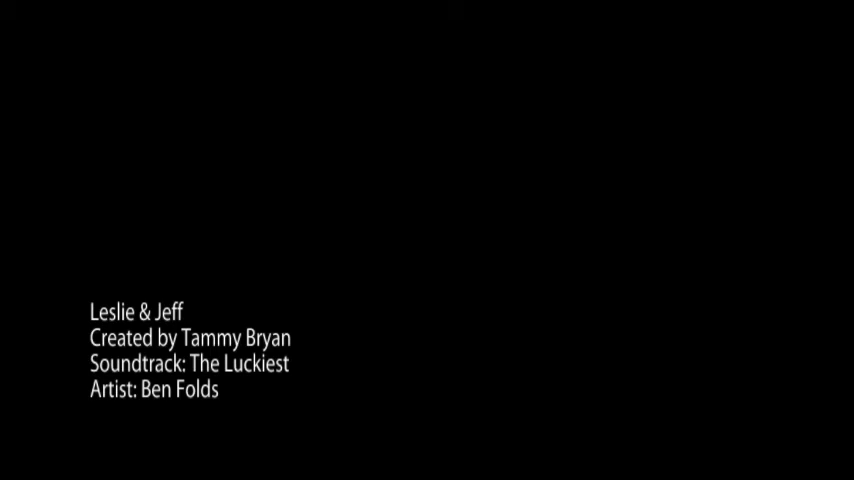 Leslie & Jeff
Created by Tammy Bryan
Soundtrack: The Luckiest
Artist: Ben Folds